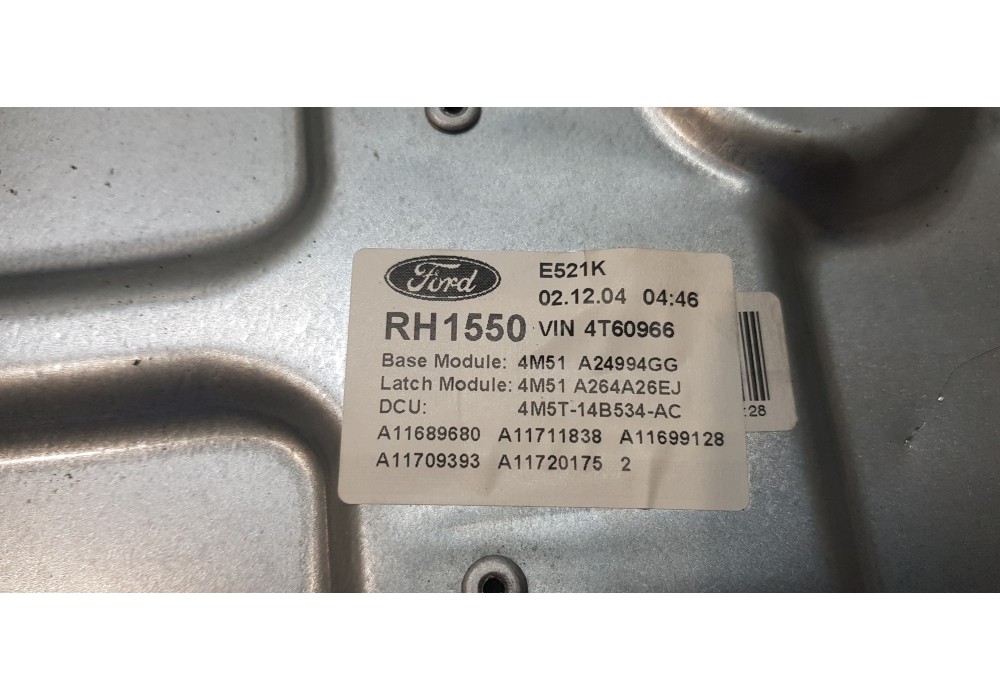 Ford
E521K
02.12.04 04:46
RH1550 VIN 4T60966
Base Module: 4M51 A24994GG
Latch Module: 4M51 A264A26EJ
DCU: 4M5T-14B534-AC
A11689680 A11711838 A11699128
A11709393 A11720175 2
:28